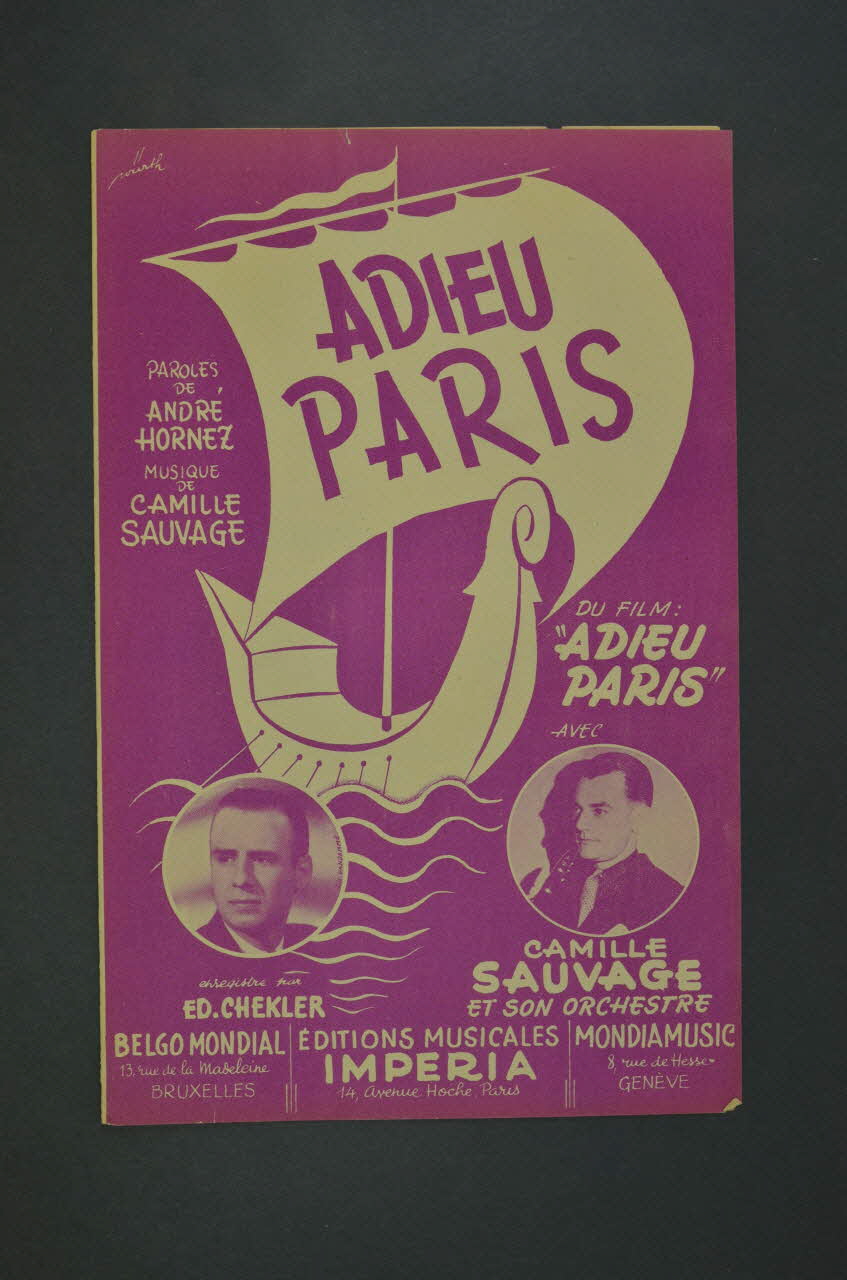 Wurth
ADIEU
PARIS
PAROLES
DE
ANDRÉ
HORNEZ
MUSIQUE
DE
CAMILLE
SAUVAGE
DU FILM:
"ADIEU
PARIS"
AVEC
enregistré par
ED. CHEKLER
CAMILLE
SAUVAGE
ET SON ORCHESTRE
BELGO MONDIAL
13, rue de la Madeleine
BRUXELLES
ÉDITIONS MUSICALES
IMPERIA
14, Avenue Hoche, Paris
MONDIAMUSIC
8, rue de Hesse
GENÈVE